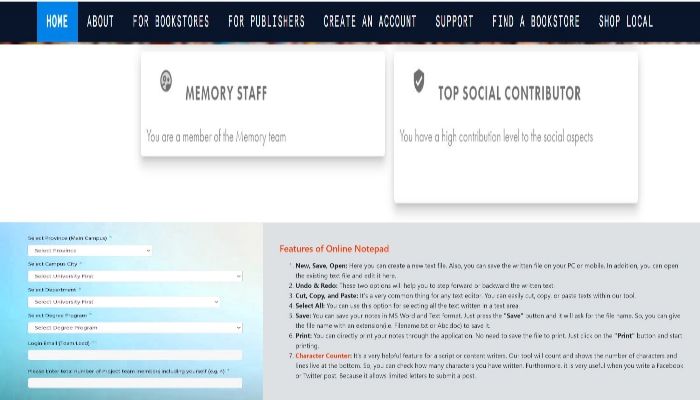 HOME ABOUT FOR BOOKSTORES FOR PUBLISHERS CREATE AN ACCOUNT SUPPORT FIND A BOOKSTORE SHOP LOCAL
MEMORY STAFF
You are a member of the Memory team
TOP SOCIAL CONTRIBUTOR
You have a high contribution level to the social aspects
Select Province (Main Campus) *
Select Province
Select Campus City *
Select University First
Select Department *
Select University First
Select Degree Program *
Select Degree Program
Login Email (Team Lead) *
Please Enter total number of Project team members including yourself (e.g. 4) *
Features of Online Notepad
1. New, Save, Open: Here you can create a new text file. Also, you can save the written file on your PC or mobile. In addition, you can open
the existing text file and edit it here.
2. Undo & Redo: These two options will help you to step forward or backward the written text.
3. Cut, Copy, and Paste: It's a very common thing for any text editor. You can easily cut, copy, or paste texts within our tool.
4. Select All: You can use this option for selecting all the text written in a text area.
5. Save: You can save your notes in MS Word and Text format. Just press the "Save" button and it will ask for the file name. So, you can give
the file name with an extension(i.e. Filename.txt or Abc.doc) to save it.
6. Print: You can directly print your notes through the application. No need to save the file to print. Just click on the "Print" button and start
printing.
7. Character Counter: It's a very helpful feature for a script or content writers. Our tool will count and shows the number of characters and
lines live at the bottom. So, you can check how many characters you have written. Furthermore, it is very useful when you write a Facebook
or Twitter post. Because it allows limited letters to submit a post.